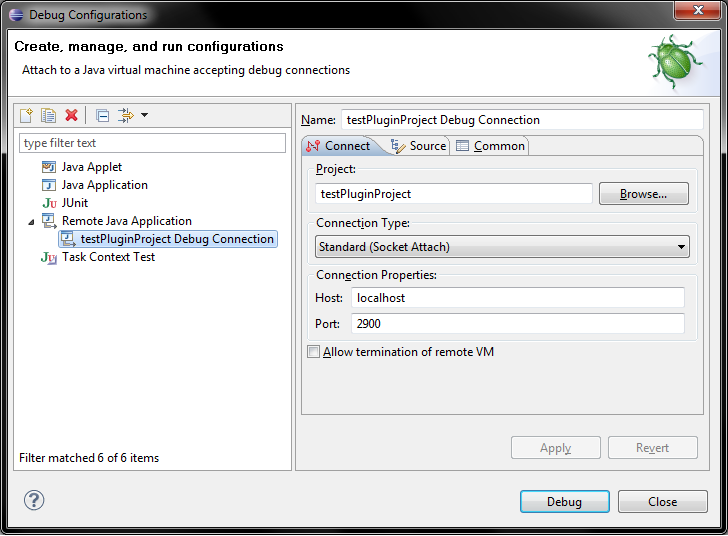 Debug Configurations
Create, manage, and run configurations
Attach to a Java virtual machine accepting debug connections
type filter text
Java Applet
Java Application
JU JUnit
Remote Java Application
testPluginProject Debug Connection
JU Task Context Test
Filter matched 6 of 6 items
Name: testPluginProject Debug Connection
Connect Source Common
Project:
testPluginProject Browse...
Connection Type:
Standard (Socket Attach)
Connection Properties:
Host: localhost
Port: 2900
Allow termination of remote VM
Apply Revert
? Debug Close